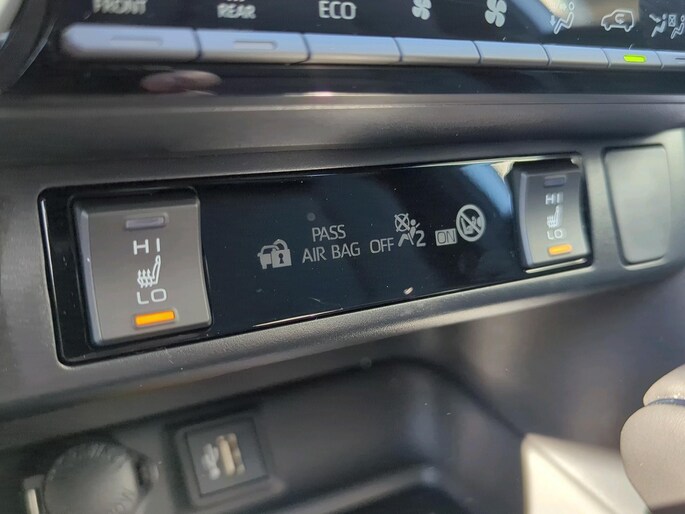 FRONT
REAR
ECO
HI
LO
PASS
AIR BAG OFF
2
ON
HI
LO